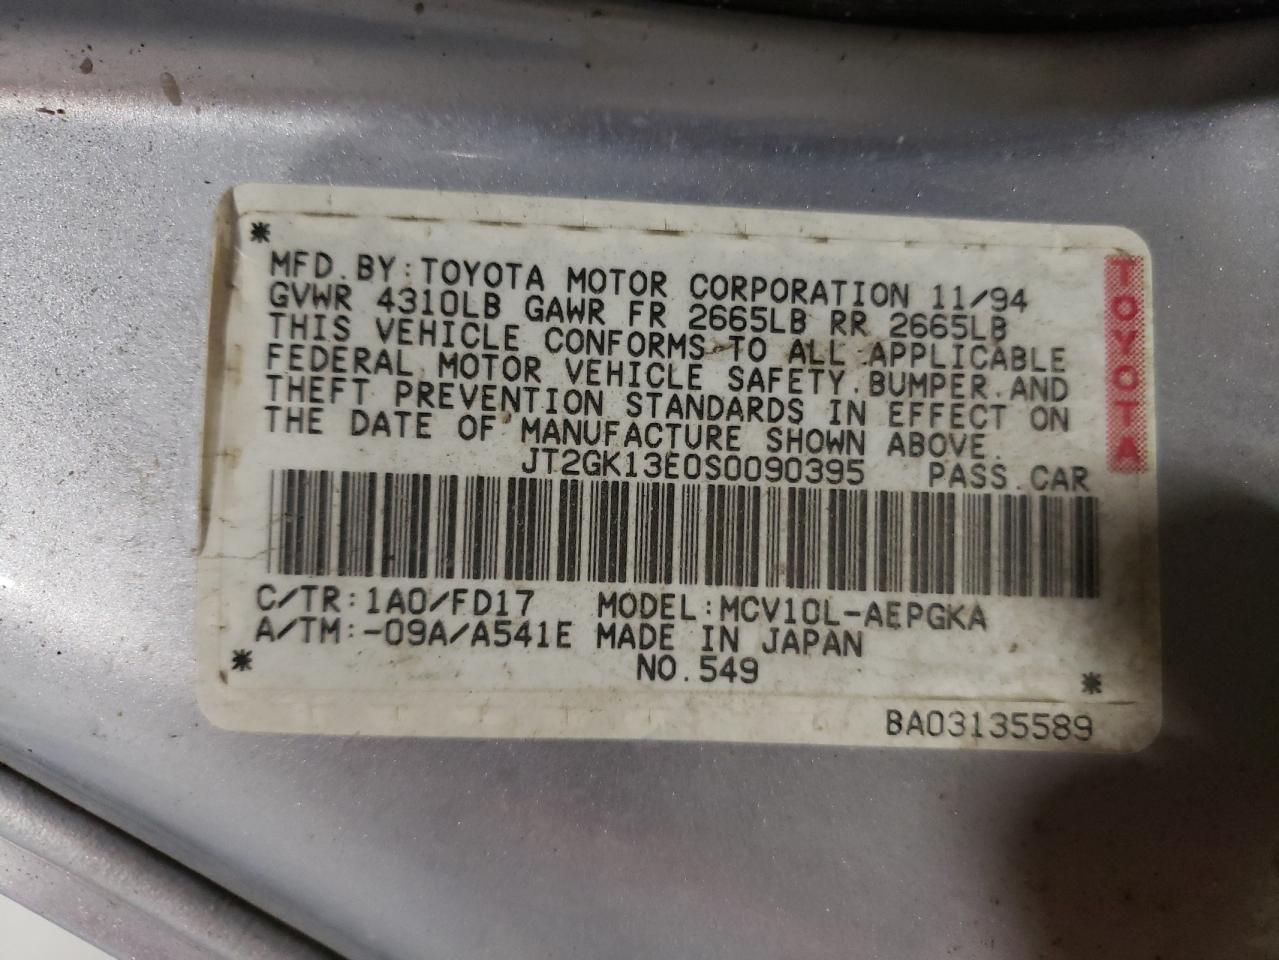 *
MFD. BY: TOYOTA MOTOR CORPORATION 11/94
GVWR 4310LB GAWR FR 2665LB RR 2665LB
THIS VEHICLE CONFORMS TO ALL APPLICABLE
FEDERAL MOTOR VEHICLE SAFETY. BUMPER. AND
THEFT PREVENTION STANDARDS IN EFFECT ON
THE DATE OF MANUFACTURE SHOWN ABOVE.
JT2GK13E0S0090395 PASS. CAR
C/TR: 1A0/FD17 MODEL: MCV10L-AEPGKA
A/TM: -09A/A541E MADE IN JAPAN
* NO. 549 *
BA03135589
TOYOTA